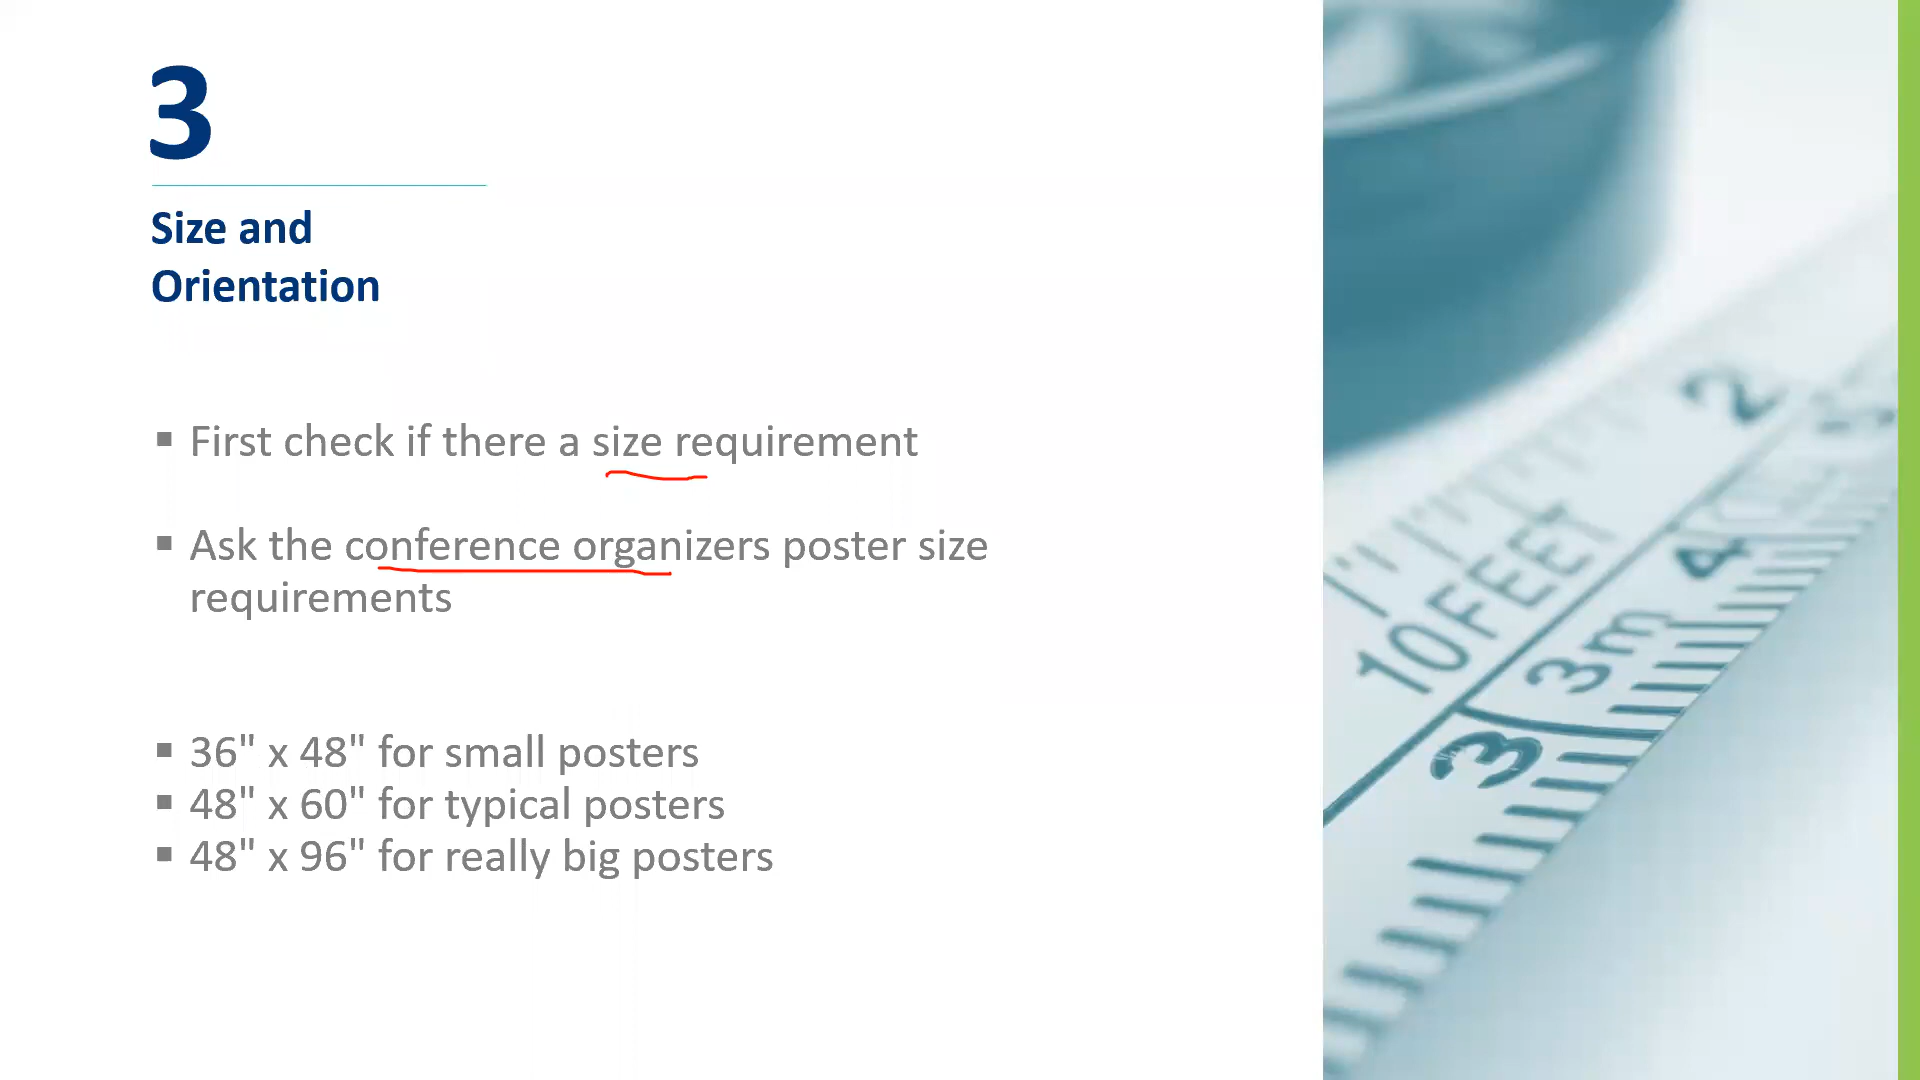 3
Size and
Orientation
▪ First check if there a size requirement
▪ Ask the conference organizers poster size
requirements
▪ 36" x 48" for small posters
▪ 48" x 60" for typical posters
▪ 48" x 96" for really big posters
2
10FEET
3m
4
3